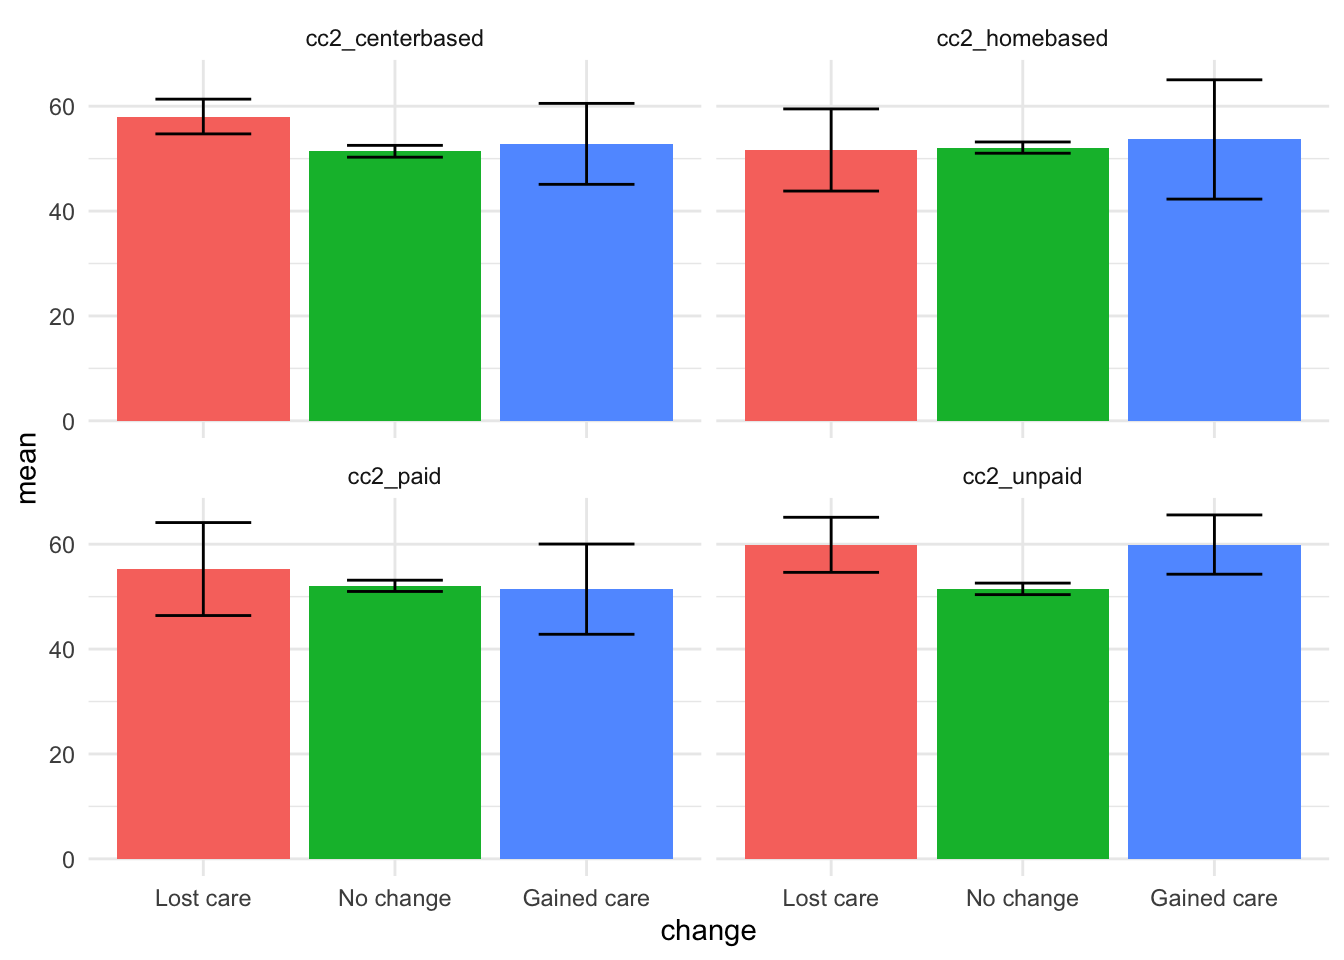 cc2_centerbased
cc2_homebased
60
40
20
0
cc2_paid
cc2_unpaid
60
40
20
0
mean
Lost care
No change
Gained care
Lost care
No change
Gained care
change